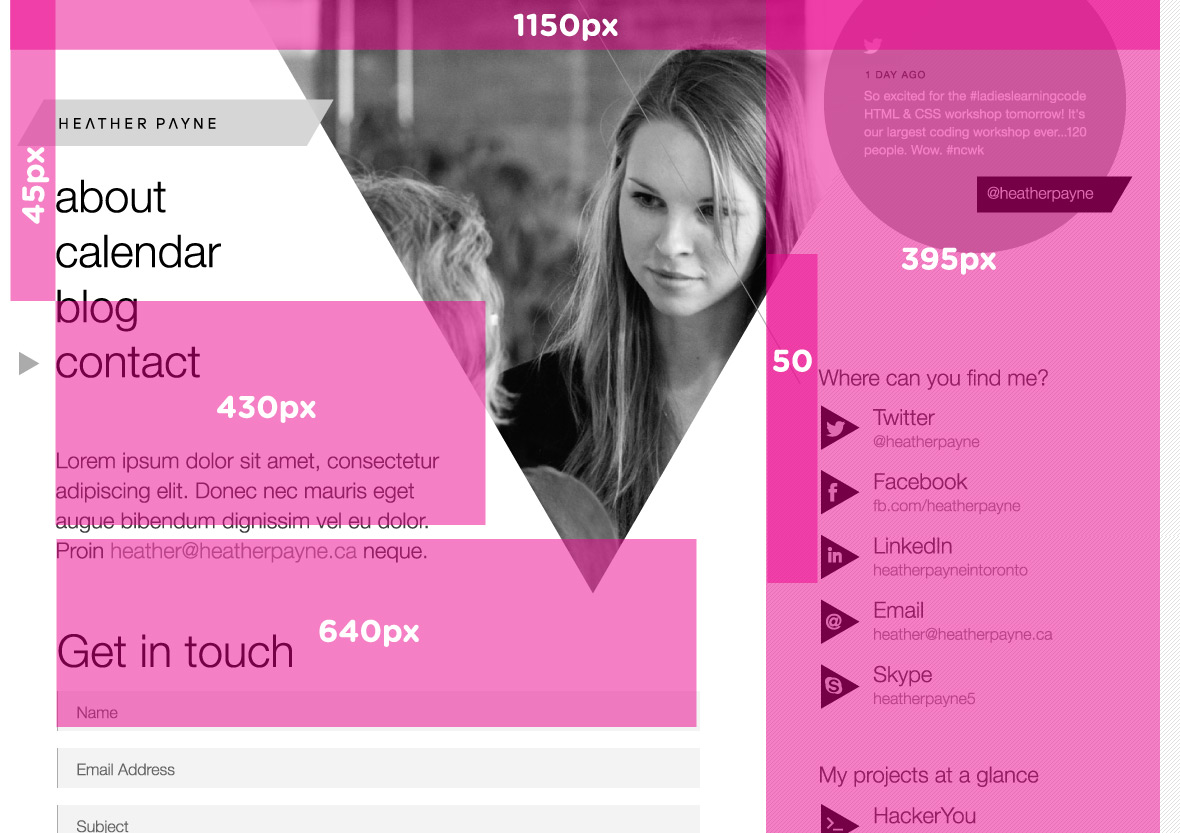 1150px
45px
HEATHER PAYNE
about
calendar
blog
contact
430px
Lorem ipsum dolor sit amet, consectetur
adipiscing elit. Donec nec mauris eget
augue bibendum dignissim vel eu dolor.
Proin heather@heatherpayne.ca neque.
640px
Get in touch
Name
Email Address
Subject
1 DAY AGO
So excited for the #ladieslearningcode
HTML & CSS workshop tomorrow! It's
our largest coding workshop ever...120
people. Wow. #ncwk
@heatherpayne
395px
50
Where can you find me?
Twitter
@heatherpayne
Facebook
fb.com/heatherpayne
LinkedIn
heatherpayneintoronto
Email
heather@heatherpayne.ca
Skype
heatherpayne5
My projects at a glance
HackerYou